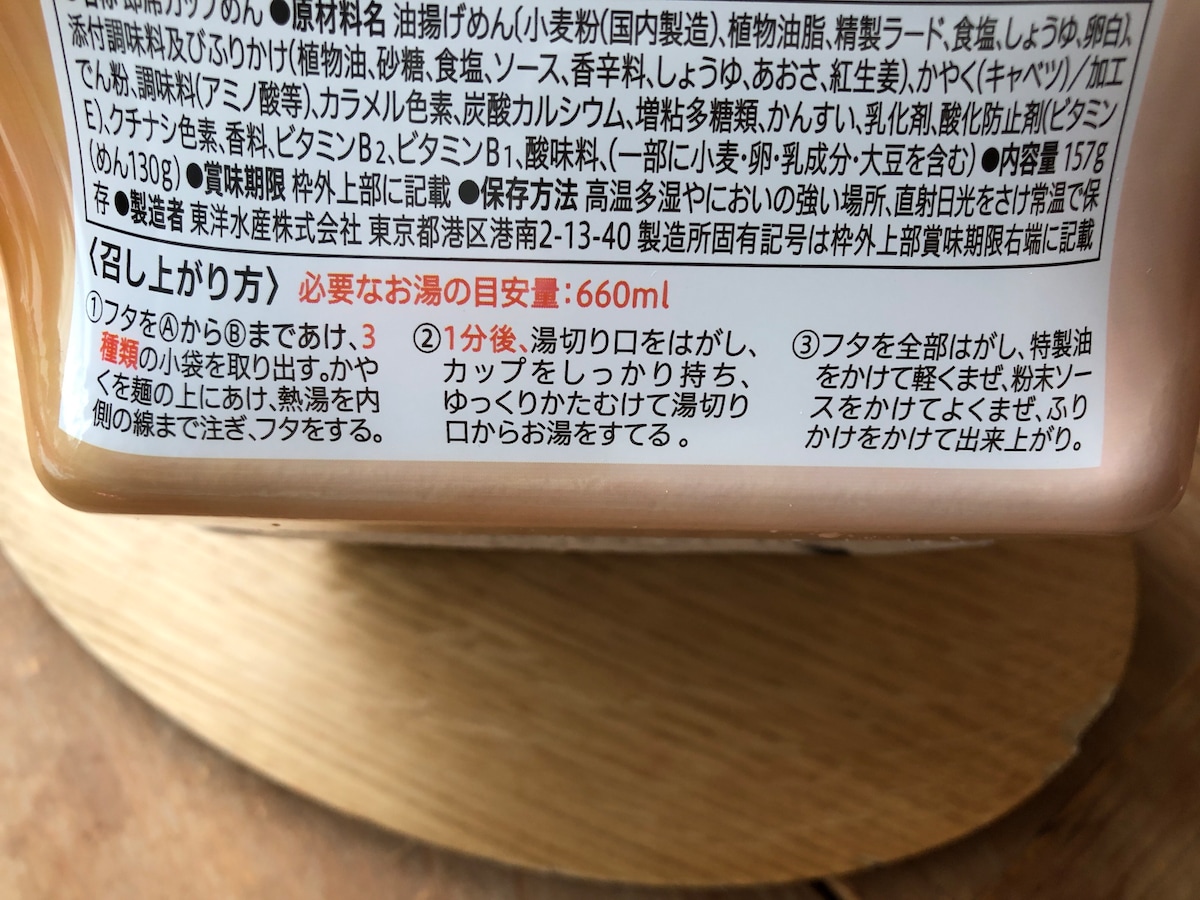 名称 即席カップめん ●原材料名 油揚げめん(小麦粉(国内製造)、植物油脂、精製ラード、食塩、しょうゆ、卵白)、
添付調味料及びふりかけ(植物油、砂糖、食塩、ソース、香辛料、しょうゆ、あおさ、紅生姜)、かやく(キャベツ)/加工
でん粉、調味料(アミノ酸等)、カラメル色素、炭酸カルシウム、増粘多糖類、かんすい、乳化剤、酸化防止剤(ビタミン
E)、クチナシ色素、香料、ビタミンB2、ビタミンB1、酸味料、(一部に小麦・卵・乳成分・大豆を含む) ●内容量 157g
(めん130g) ●賞味期限 枠外上部に記載 ●保存方法 高温多湿やにおいの強い場所、直射日光をさけ常温で保
存 ●製造者 東洋水産株式会社 東京都港区港南2-13-40 製造所固有記号は枠外上部賞味期限右端に記載
〈召し上がり方〉 必要なお湯の目安量:660ml
①フタをⒶからⒷまであけ、3
種類の小袋を取り出す。かや
くを麺の上にあけ、熱湯を内
側の線まで注ぎ、フタをする。
②1分後、湯切り口をはがし、
カップをしっかり持ち、
ゆっくりかたむけて湯切り
口からお湯をすてる。
③フタを全部はがし、特製油
をかけて軽くまぜ、粉末ソー
スをかけてよくまぜ、ふり
かけをかけて出来上がり。